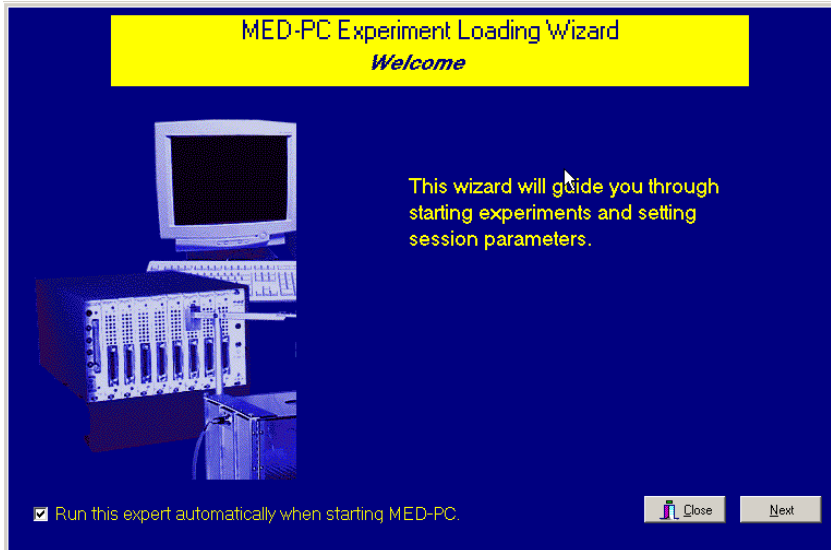 MED-PC Experiment Loading Wizard
Welcome
This wizard will guide you through
starting experiments and setting
session parameters.
Run this expert automatically when starting MED-PC.
Close
Next